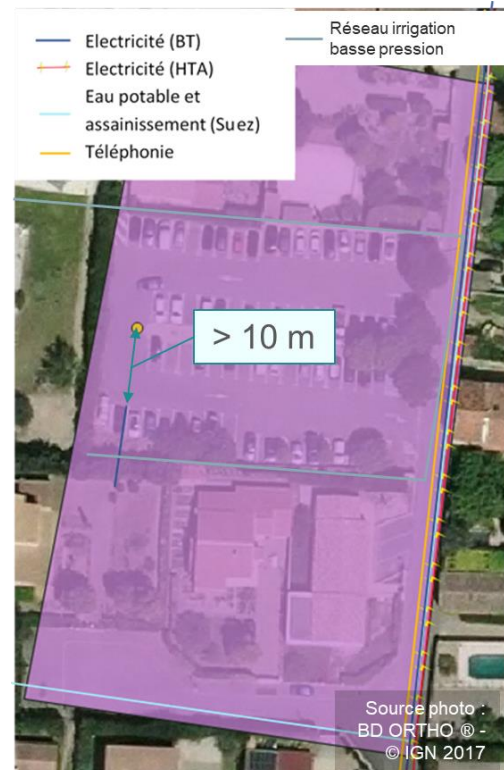 Electricité (BT)
Electricité (HTA)
Eau potable et
assainissement (Suez)
Téléphonie
Réseau irrigation
basse pression
> 10 m
Source photo :
BD ORTHO ® -
© IGN 2017